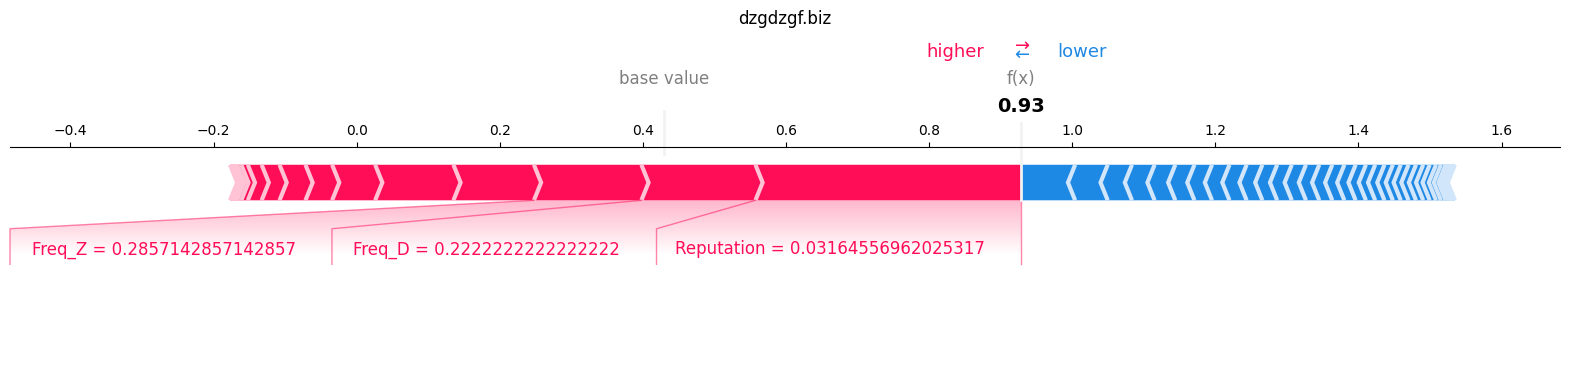 dzgdzgf.biz
higher ⇄ lower
base value f(x)
0.93
−0.4 −0.2 0.0 0.2 0.4 0.6 0.8 1.0 1.2 1.4 1.6
Freq_Z = 0.2857142857142857 Freq_D = 0.2222222222222222 Reputation = 0.03164556962025317